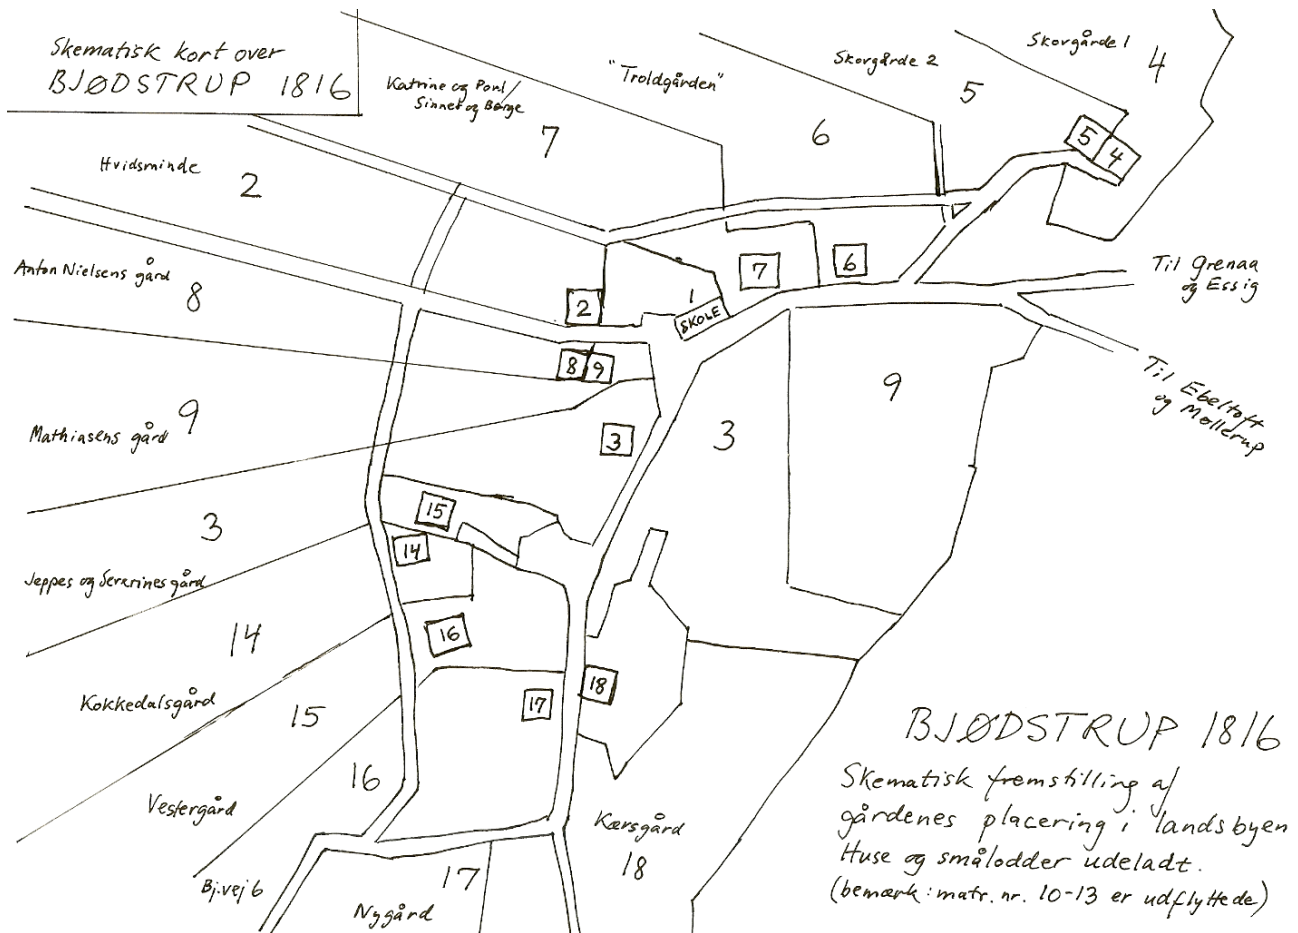 Skematisk kort over
BJØDSTRUP 1816
Katrine og Poul/
Sinnet og Børge
7
"Troldgården"
6
Skovgårde 2
5
Skovgårde 1
4
5
4
Hvidsminde
2
Til Grenaa
og Essig
7
6
1
SKOLE
2
Anton Nielsens gård
8
8
9
Til Ebeltoft
og Møllerup
9
Mathiasens gård
9
3
3
15
3
14
Jeppes og Severines gård
14
16
Kokkedalsgård
15
17
18
16
Vestergård
Bj.vej 6
17
Nygård
Kærsgård
18
BJØDSTRUP 1816
Skematisk fremstilling af
gårdenes placering i landsbyen
Huse og smålodder udeladt.
(bemærk: matr. nr. 10-13 er udflyttede)